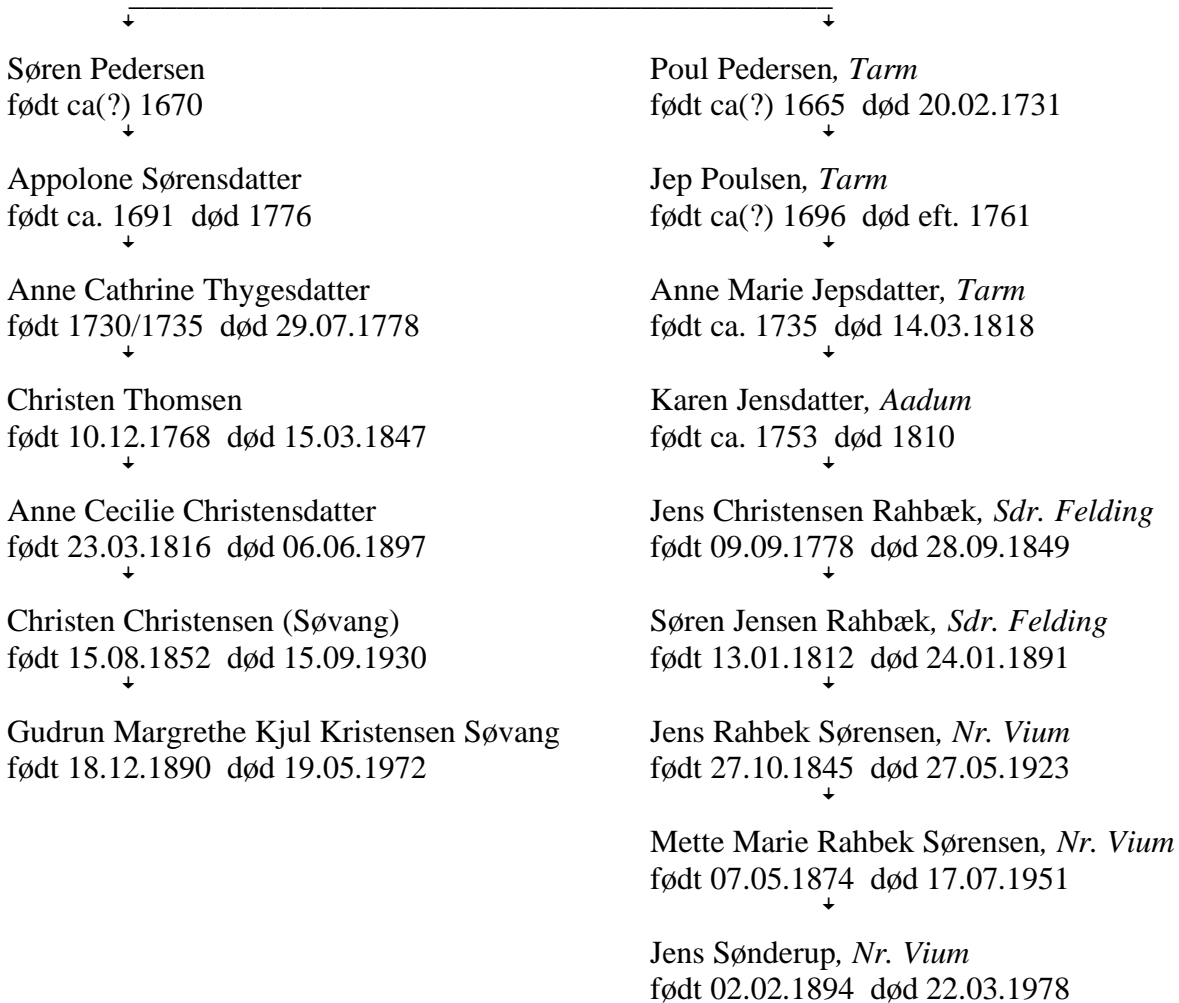 Søren Pedersen
født ca(?) 1670
Appolone Sørensdatter
født ca. 1691 død 1776
Anne Cathrine Thygesdatter
født 1730/1735 død 29.07.1778
Christen Thomsen
født 10.12.1768 død 15.03.1847
Anne Cecilie Christensdatter
født 23.03.1816 død 06.06.1897
Christen Christensen (Søvang)
født 15.08.1852 død 15.09.1930
Gudrun Margrethe Kjul Kristensen Søvang
født 18.12.1890 død 19.05.1972
Poul Pedersen, Tarm
født ca(?) 1665 død 20.02.1731
Jep Poulsen, Tarm
født ca(?) 1696 død eft. 1761
Anne Marie Jepsdatter, Tarm
født ca. 1735 død 14.03.1818
Karen Jensdatter, Aadum
født ca. 1753 død 1810
Jens Christensen Rahbæk, Sdr. Felding
født 09.09.1778 død 28.09.1849
Søren Jensen Rahbæk, Sdr. Felding
født 13.01.1812 død 24.01.1891
Jens Rahbek Sørensen, Nr. Vium
født 27.10.1845 død 27.05.1923
Mette Marie Rahbek Sørensen, Nr. Vium
født 07.05.1874 død 17.07.1951
Jens Sønderup, Nr. Vium
født 02.02.1894 død 22.03.1978